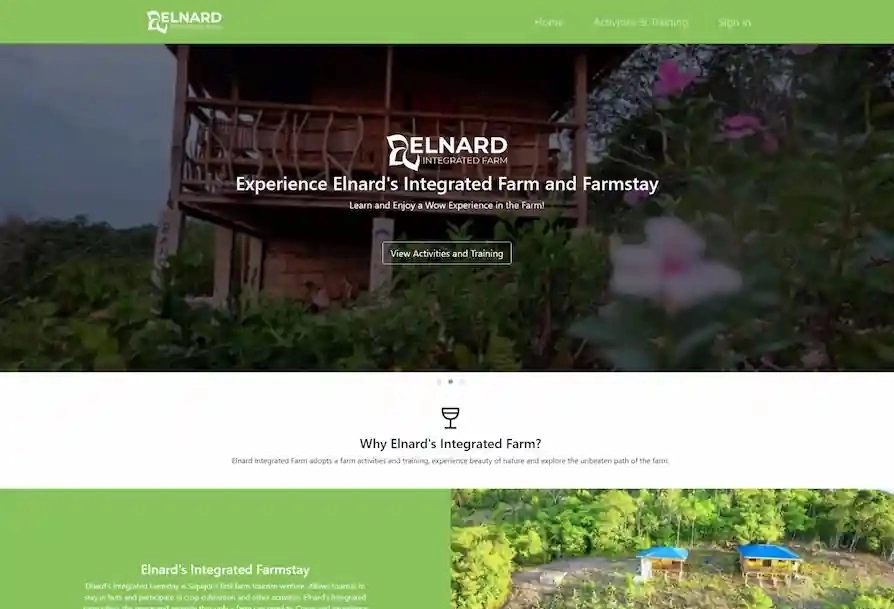 ELNARD
Home Activities & Training Sign in
ELNARD
INTEGRATED FARM
Experience Elnard's Integrated Farm and Farmstay
Learn and Enjoy a Wow Experience in the Farm!
View Activities and Training
Why Elnard's Integrated Farm?
Elnard Integrated Farm adopts a farm activities and training, experience beauty of nature and explore the unbeaten path of the farm.
Elnard's Integrated Farmstay
Elnard's Integrated Farmstay is Siquijor's first farm tourism venture. Allows tourists to
stay in huts and participate in crop cultivation and other activities. Elnard's Integrated